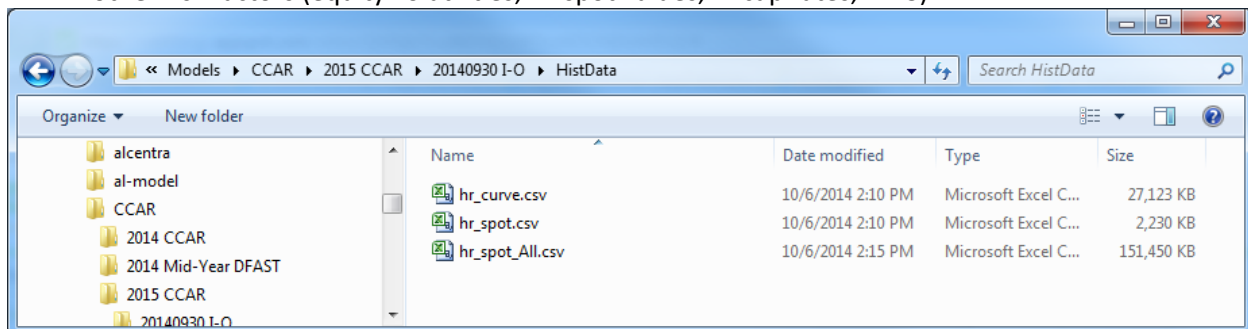 « Models ▸ CCAR ▸ 2015 CCAR ▸ 20140930 I-O ▸ HistData Search HistData
Organize ▾ New folder
alcentra
al-model
CCAR
2014 CCAR
2014 Mid-Year DFAST
2015 CCAR
20140930 I-O
Name Date modified Type Size
hr_curve.csv 10/6/2014 2:10 PM Microsoft Excel C... 27,123 KB
hr_spot.csv 10/6/2014 2:10 PM Microsoft Excel C... 2,230 KB
hr_spot_All.csv 10/6/2014 2:15 PM Microsoft Excel C... 151,450 KB